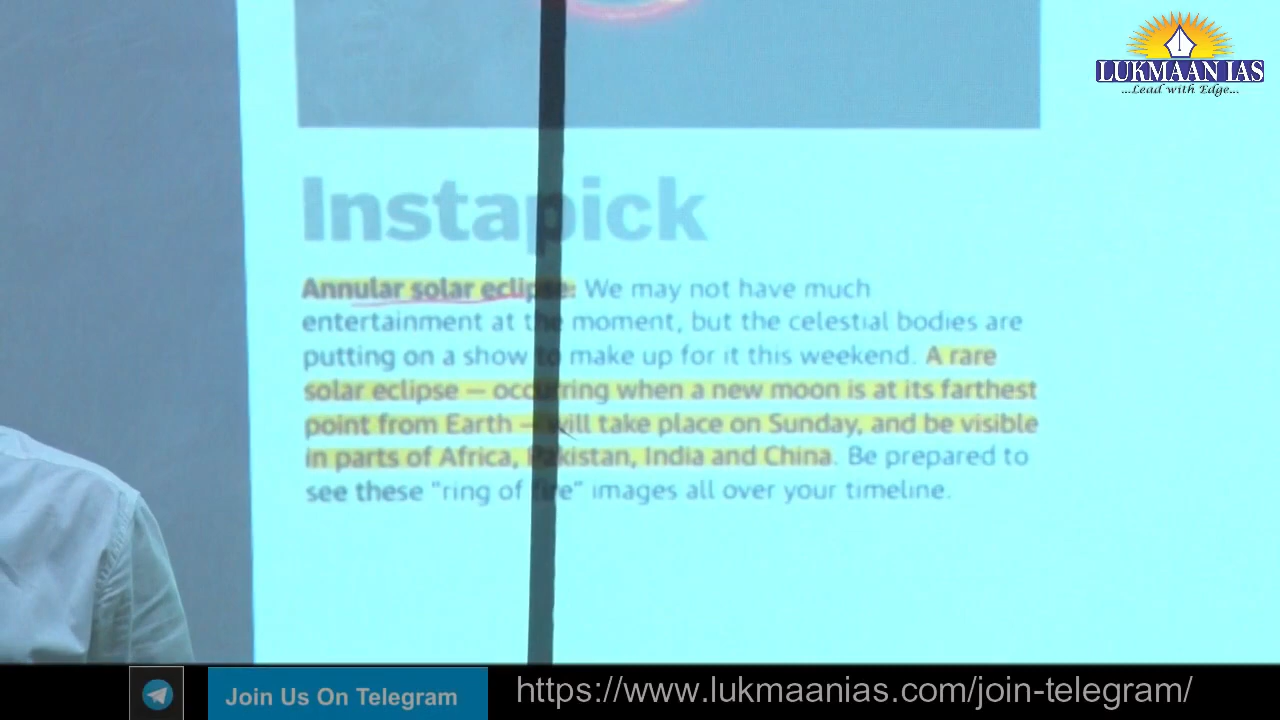 LUKMAAN IAS
...Lead with Edge...
Instapick
Annular solar eclipse: We may not have much
entertainment at the moment, but the celestial bodies are
putting on a show to make up for it this weekend. A rare
solar eclipse — occurring when a new moon is at its farthest
point from Earth — will take place on Sunday, and be visible
in parts of Africa, Pakistan, India and China. Be prepared to
see these "ring of fire" images all over your timeline.
Join Us On Telegram
https://www.lukmaanias.com/join-telegram/